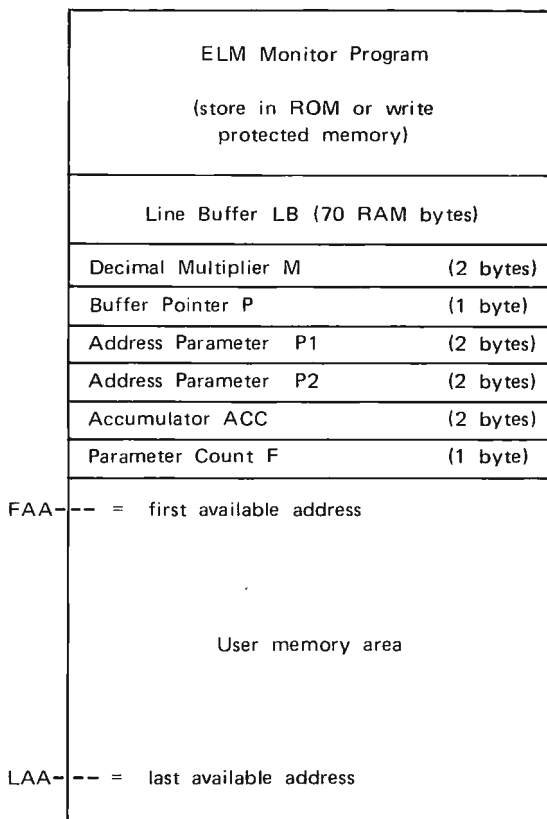 ELM Monitor Program
(store in ROM or write
protected memory)
Line Buffer LB (70 RAM bytes)
Decimal Multiplier M (2 bytes)
Buffer Pointer P (1 byte)
Address Parameter P1 (2 bytes)
Address Parameter P2 (2 bytes)
Accumulator ACC (2 bytes)
Parameter Count F (1 byte)
FAA---- = first available address
User memory area
LAA---- = last available address